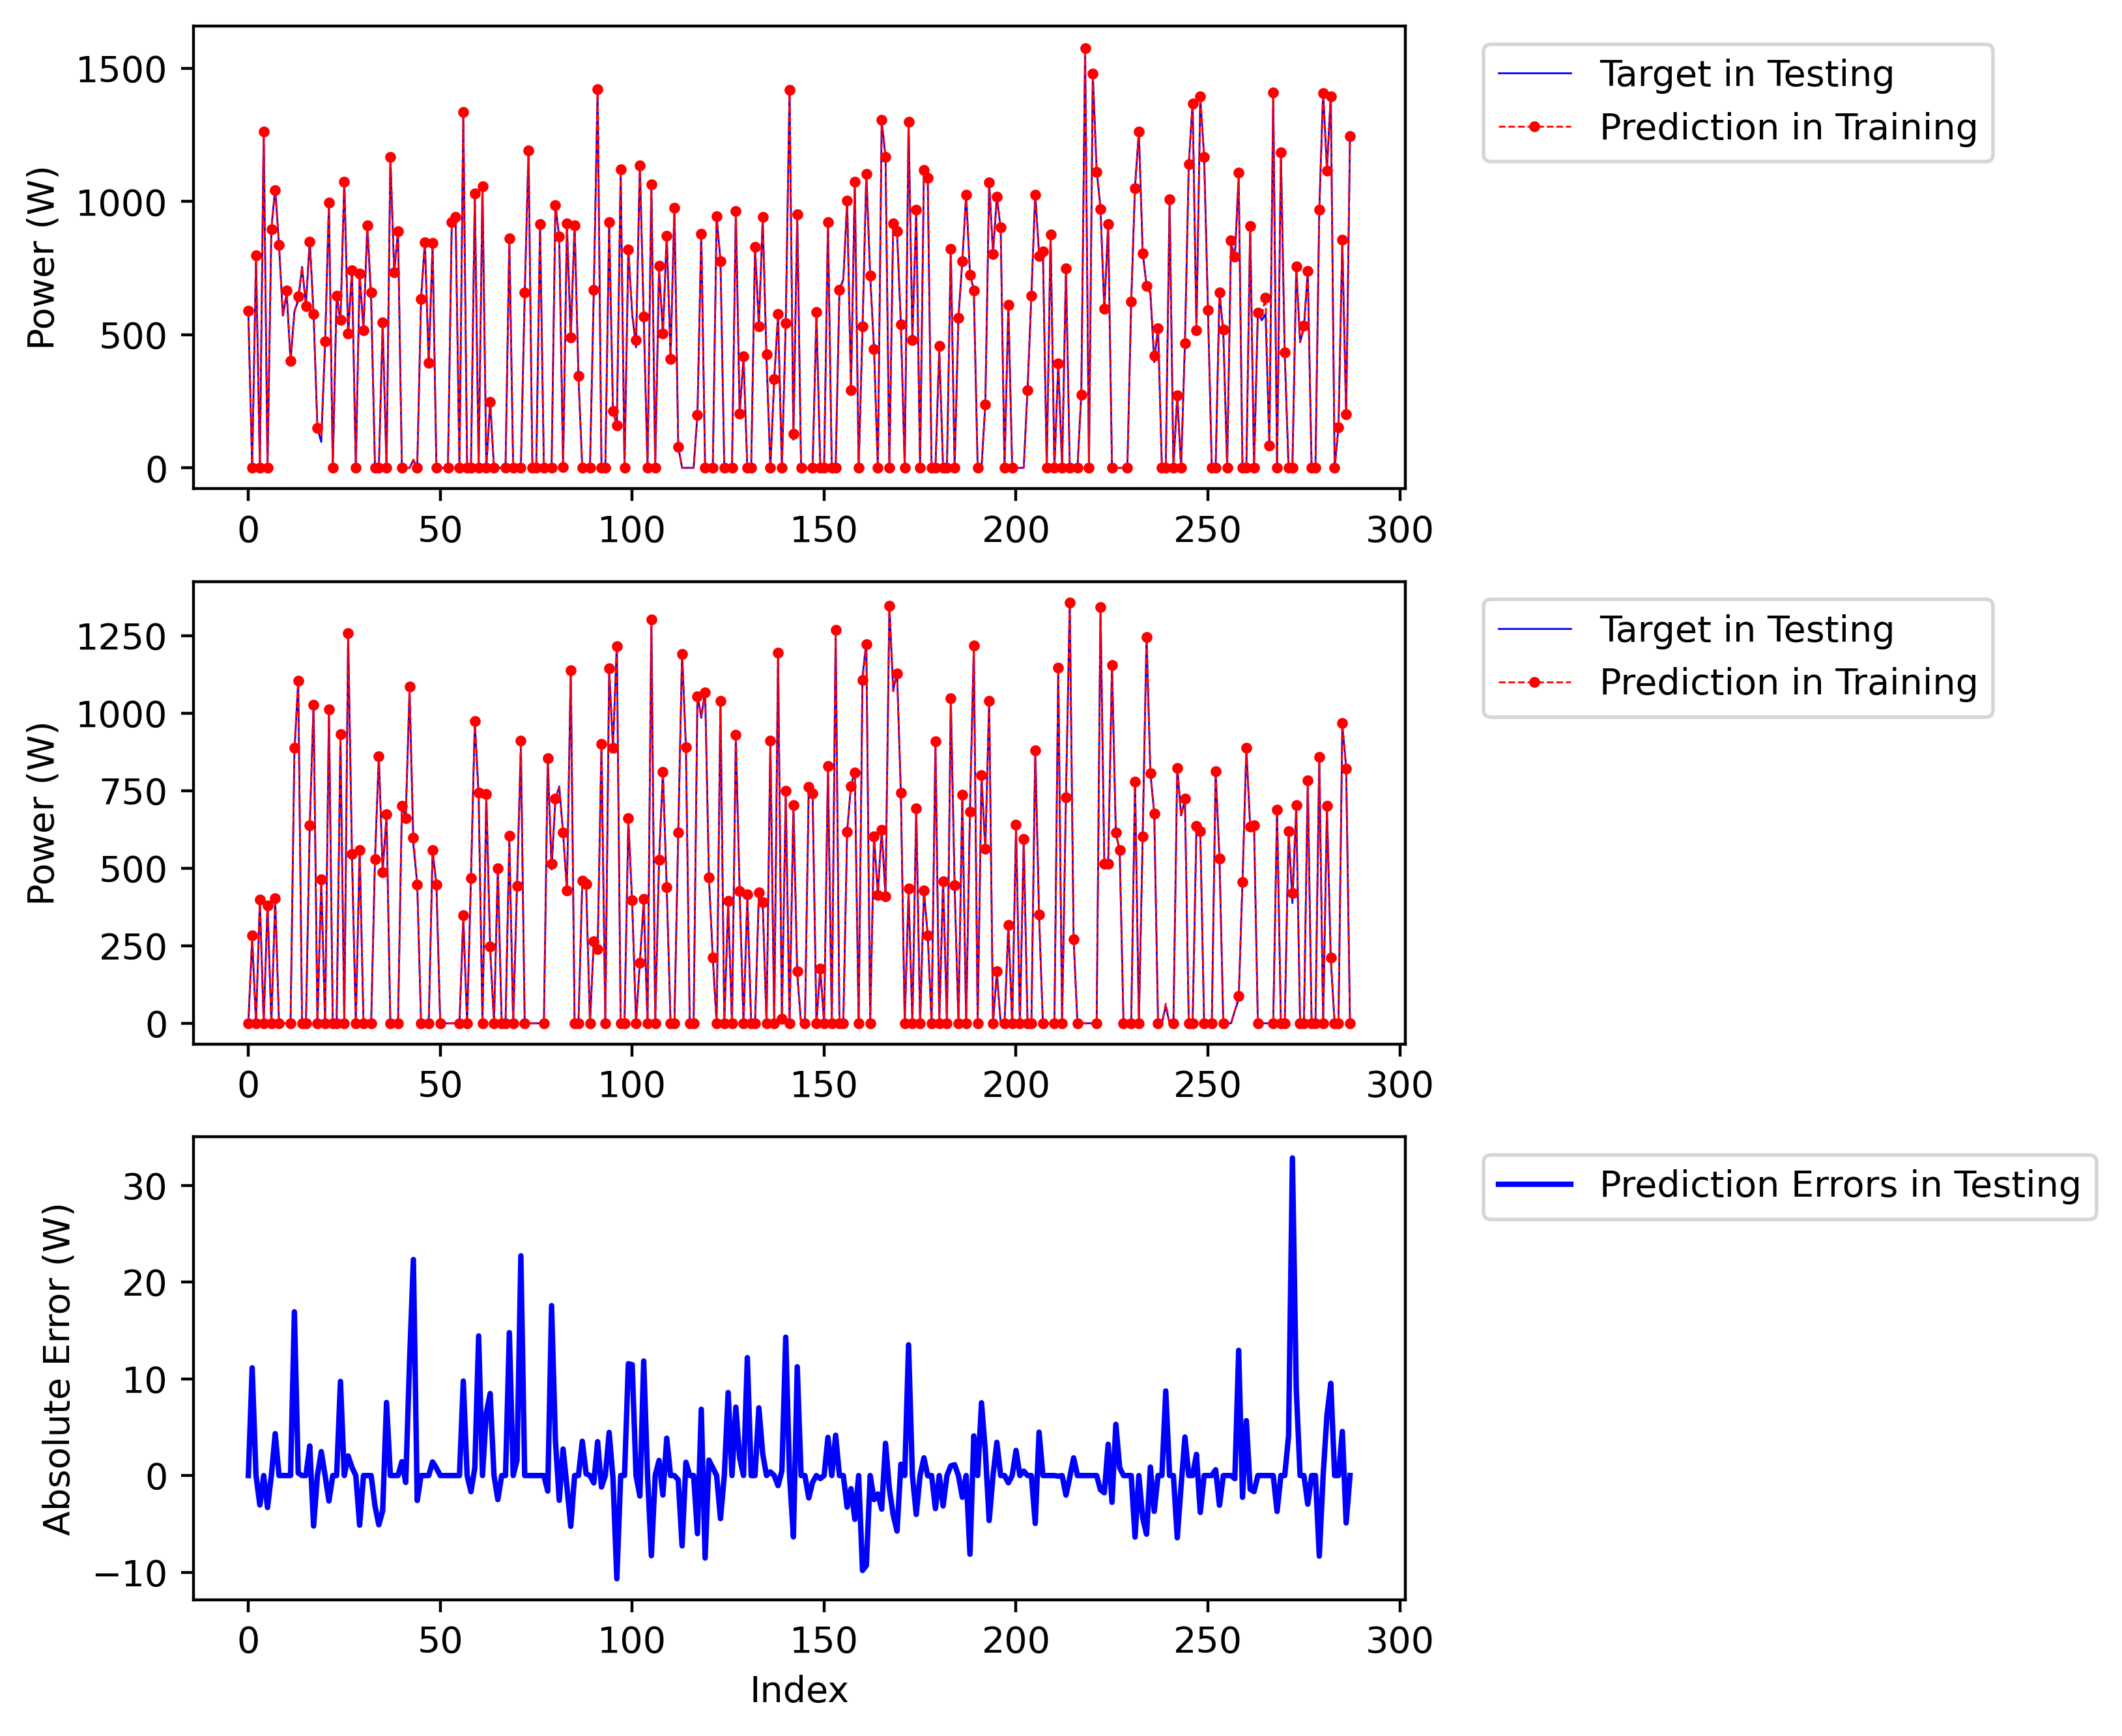 1500
1000
500
0
Power (W)
0 50 100 150 200 250 300
Target in Testing
Prediction in Training
1250
1000
750
500
250
0
Power (W)
0 50 100 150 200 250 300
Target in Testing
Prediction in Training
30
20
10
0
−10
Absolute Error (W)
0 50 100 150 200 250 300
Index
Prediction Errors in Testing